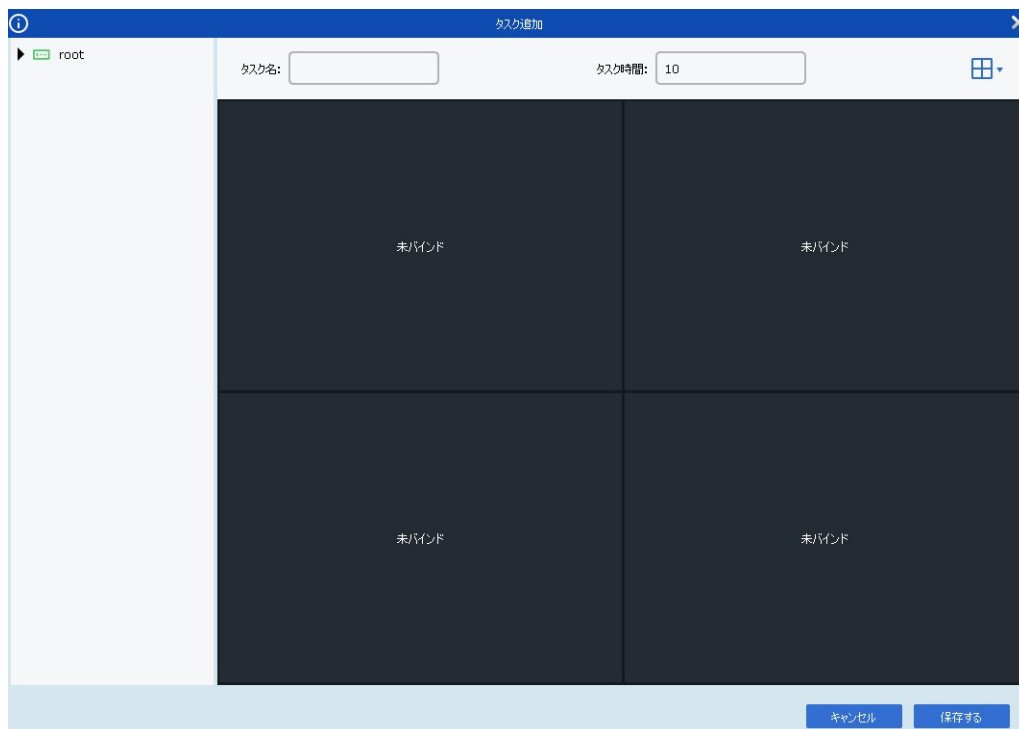 タスク追加
root
タスク名:
タスク時間: 10
未バインド 未バインド
未バインド 未バインド
キャンセル 保存する